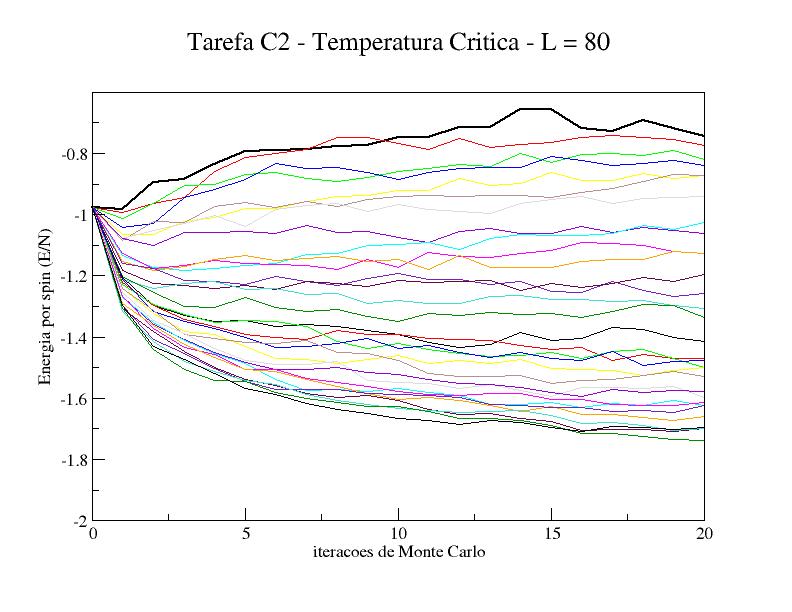 Tarefa C2 - Temperatura Critica - L = 80
Energia por spin (E/N)
-0.8
-1
-1.2
-1.4
-1.6
-1.8
-2
0 5 10 15 20
iteracoes de Monte Carlo